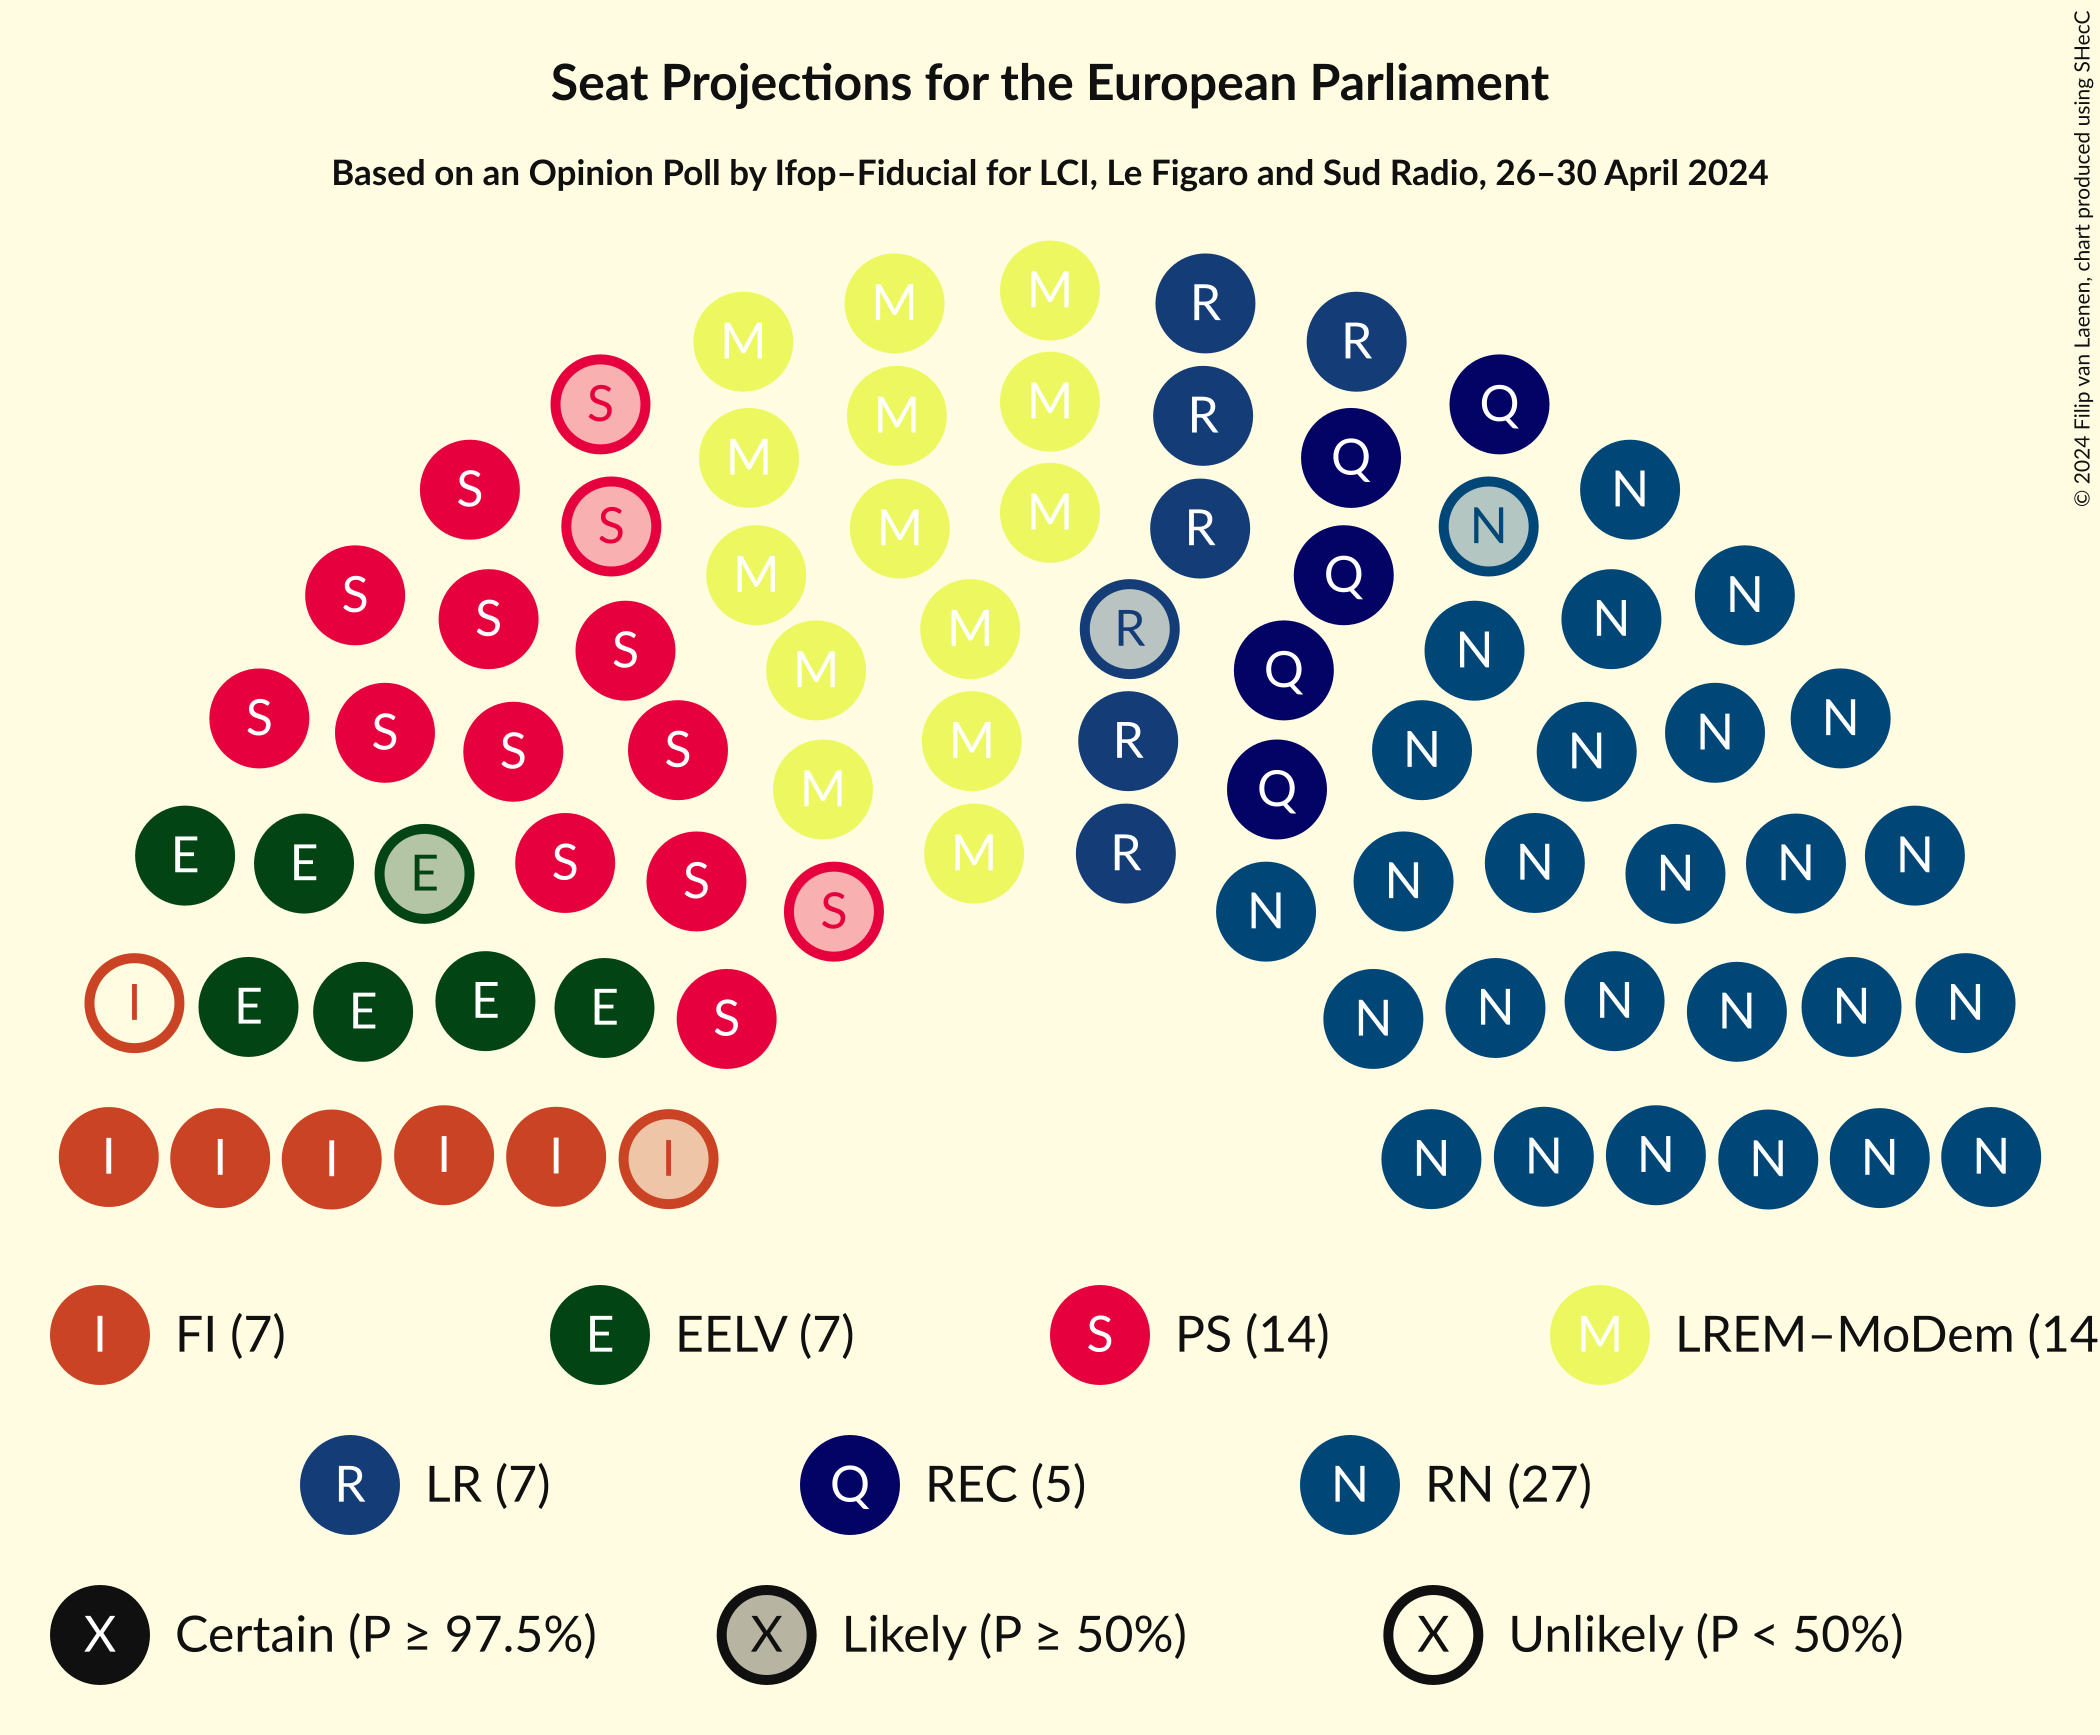 Seat Projections for the European Parliament
Based on an Opinion Poll by Ifop–Fiducial for LCI, Le Figaro and Sud Radio, 26–30 April 2024
© 2024 Filip van Laenen, chart produced using SHecC
M M M R R
S M M M R Q
S M M R N
S M M M R Q N
S S M Q N N
S S M R N N
S S S S M M R Q N N N N
E E E S S M M R Q N N N N N
S N
I E E E E S N N N N N N
I I I I I I N N N N N N
I FI (7) E EELV (7) S PS (14) M LREM–MoDem (14
R LR (7) Q REC (5) N RN (27)
X Certain (P ≥ 97.5%) X Likely (P ≥ 50%) X Unlikely (P < 50%)